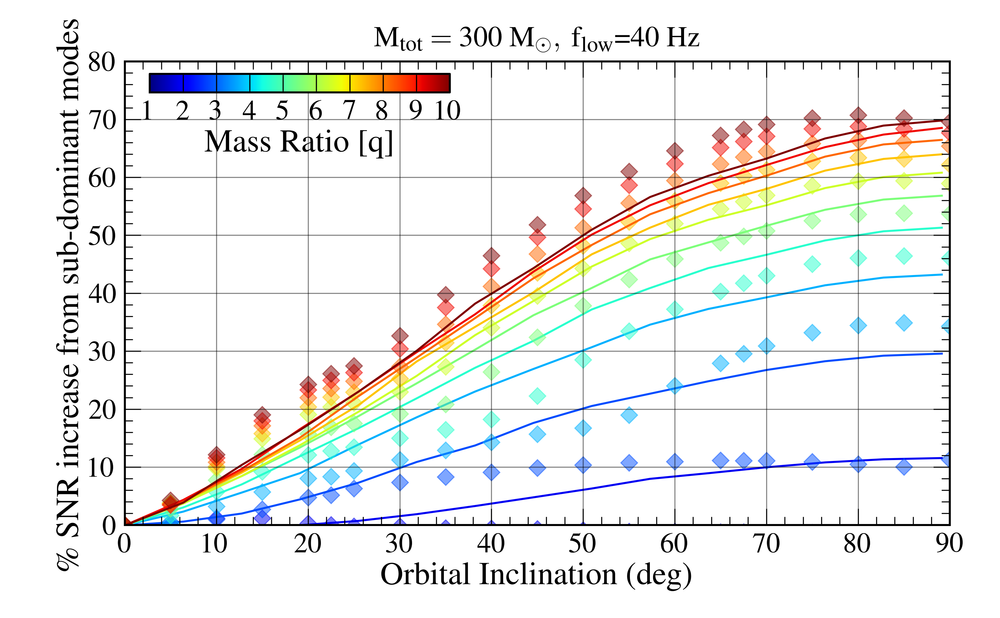 M_tot = 300 M_⊙, f_low=40 Hz
% SNR increase from sub-dominant modes
80
70
60
50
40
30
20
10
0
1 2 3 4 5 6 7 8 9 10
Mass Ratio [q]
0 10 20 30 40 50 60 70 80 90
Orbital Inclination (deg)